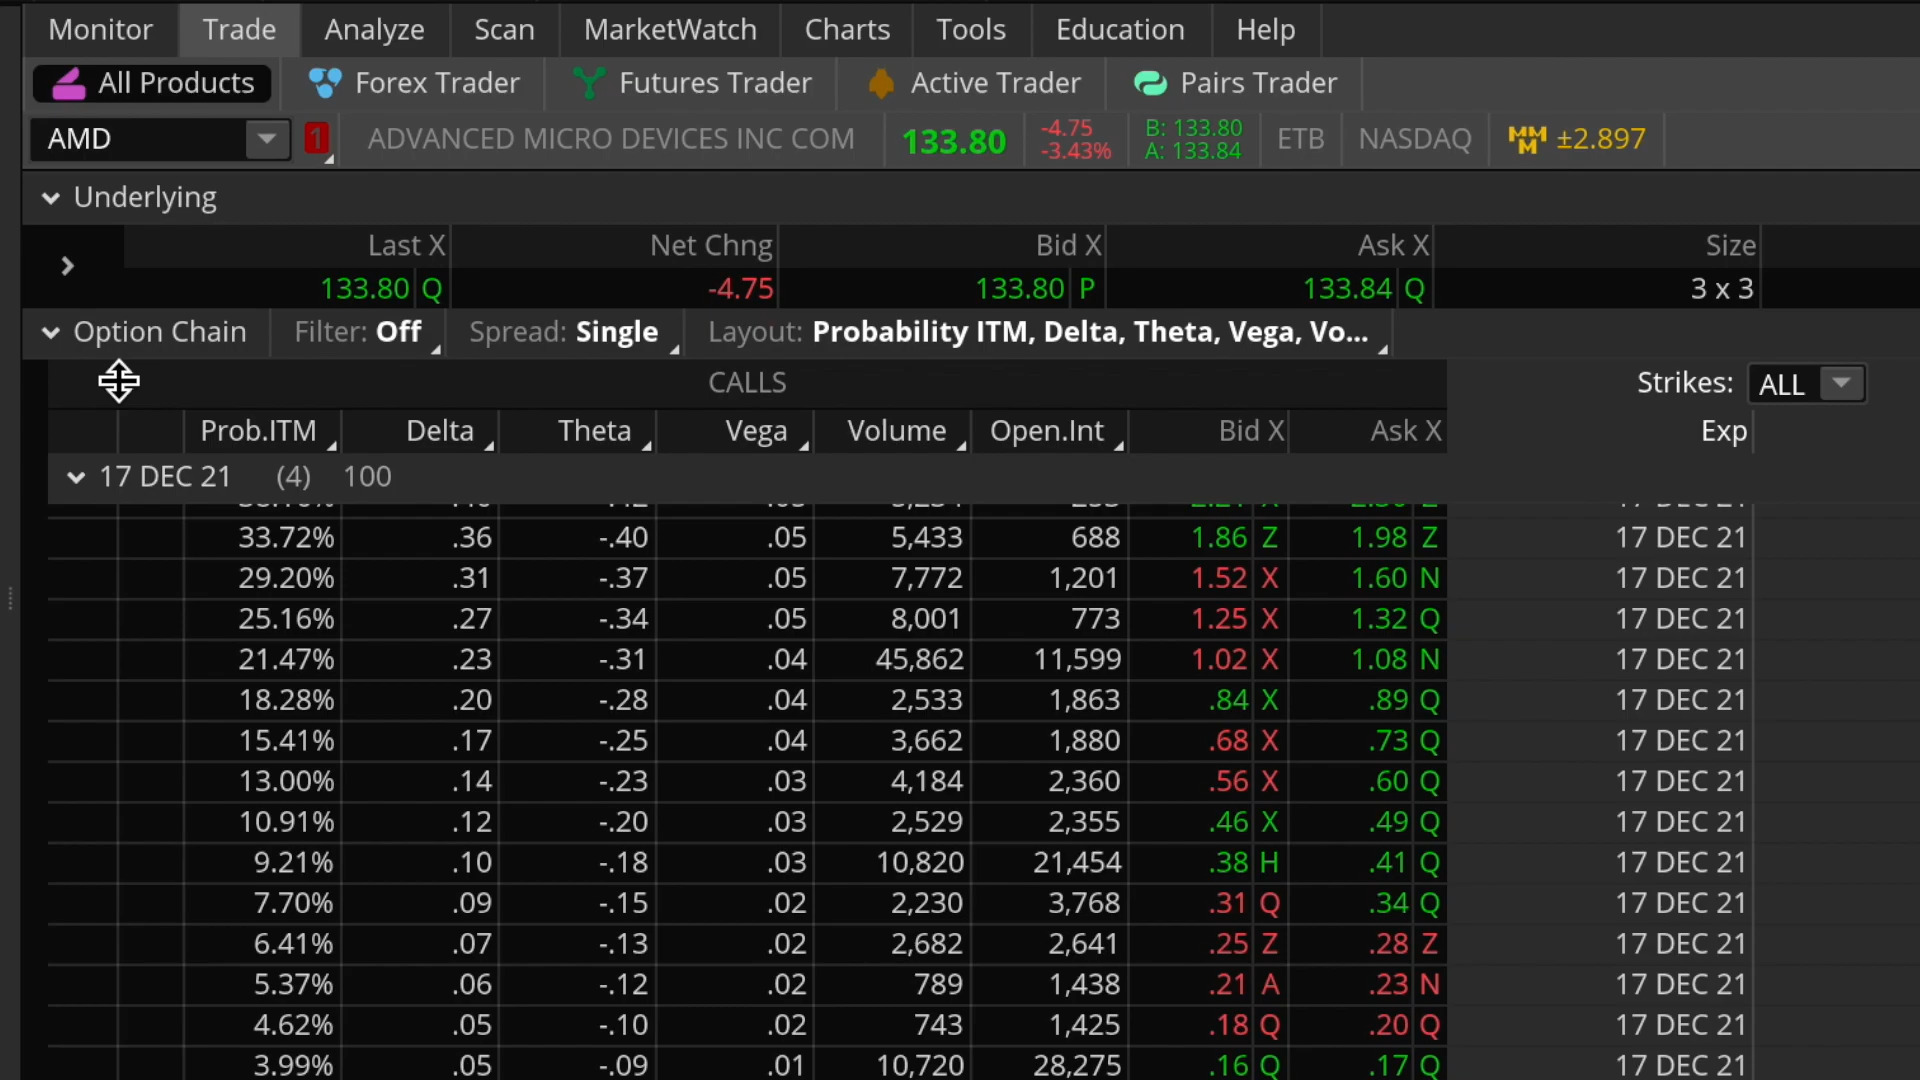 Monitor Trade Analyze Scan MarketWatch Charts Tools Education Help
All Products Forex Trader Futures Trader Active Trader Pairs Trader
AMD 1 ADVANCED MICRO DEVICES INC COM 133.80 -4.75 -3.43% B: 133.80 A: 133.84 ETB NASDAQ MMM ±2.897
Underlying
Last X Net Chng Bid X Ask X Size
133.80 Q -4.75 133.80 P 133.84 Q 3 x 3
Option Chain Filter: Off Spread: Single Layout: Probability ITM, Delta, Theta, Vega, Vo...
CALLS Strikes: ALL
Prob.ITM Delta Theta Vega Volume Open.Int Bid X Ask X Exp
17 DEC 21 (4) 100
33.72% .36 -.40 .05 5,433 688 1.86 Z 1.98 Z 17 DEC 21
29.20% .31 -.37 .05 7,772 1,201 1.52 X 1.60 N 17 DEC 21
25.16% .27 -.34 .05 8,001 773 1.25 X 1.32 Q 17 DEC 21
21.47% .23 -.31 .04 45,862 11,599 1.02 X 1.08 N 17 DEC 21
18.28% .20 -.28 .04 2,533 1,863 .84 X .89 Q 17 DEC 21
15.41% .17 -.25 .04 3,662 1,880 .68 X .73 Q 17 DEC 21
13.00% .14 -.23 .03 4,184 2,360 .56 X .60 Q 17 DEC 21
10.91% .12 -.20 .03 2,529 2,355 .46 X .49 Q 17 DEC 21
9.21% .10 -.18 .03 10,820 21,454 .38 H .41 Q 17 DEC 21
7.70% .09 -.15 .02 2,230 3,768 .31 Q .34 Q 17 DEC 21
6.41% .07 -.13 .02 2,682 2,641 .25 Z .28 Z 17 DEC 21
5.37% .06 -.12 .02 789 1,438 .21 A .23 N 17 DEC 21
4.62% .05 -.10 .02 743 1,425 .18 Q .20 Q 17 DEC 21
3.99% .05 -.09 .01 10,720 28,275 .16 Q .17 Q 17 DEC 21